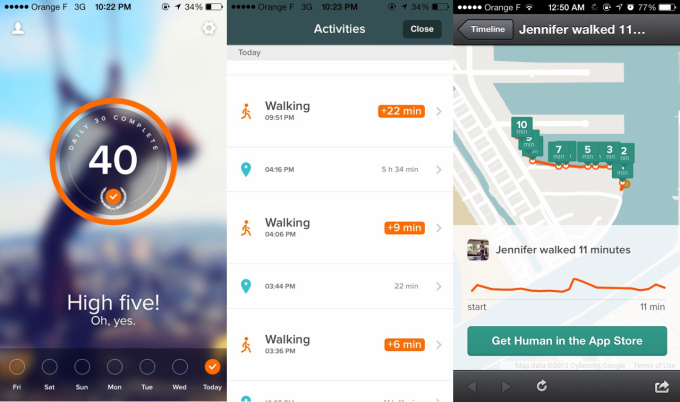 Orange F 3G 10:22 PM 34%
DAILY 30 COMPLETE
40
High five!
Oh, yes.
Fri Sat Sun Mon Tue Wed Today
Orange F 3G 10:23 PM 34%
Activities Close
Today
Walking
09:51 PM
+22 min
04:16 PM 5 h 34 min
Walking
04:06 PM
+9 min
03:44 PM 22 min
Walking
03:36 PM
+6 min
Orange F 12:50 AM 77%
Timeline Jennifer walked 11...
10 min
7 min
5 min
3 min
2 min
Jennifer walked 11 minutes
start 11 min
Get Human in the App Store
Map data ©2013 Cybercity, Google Terms of Use